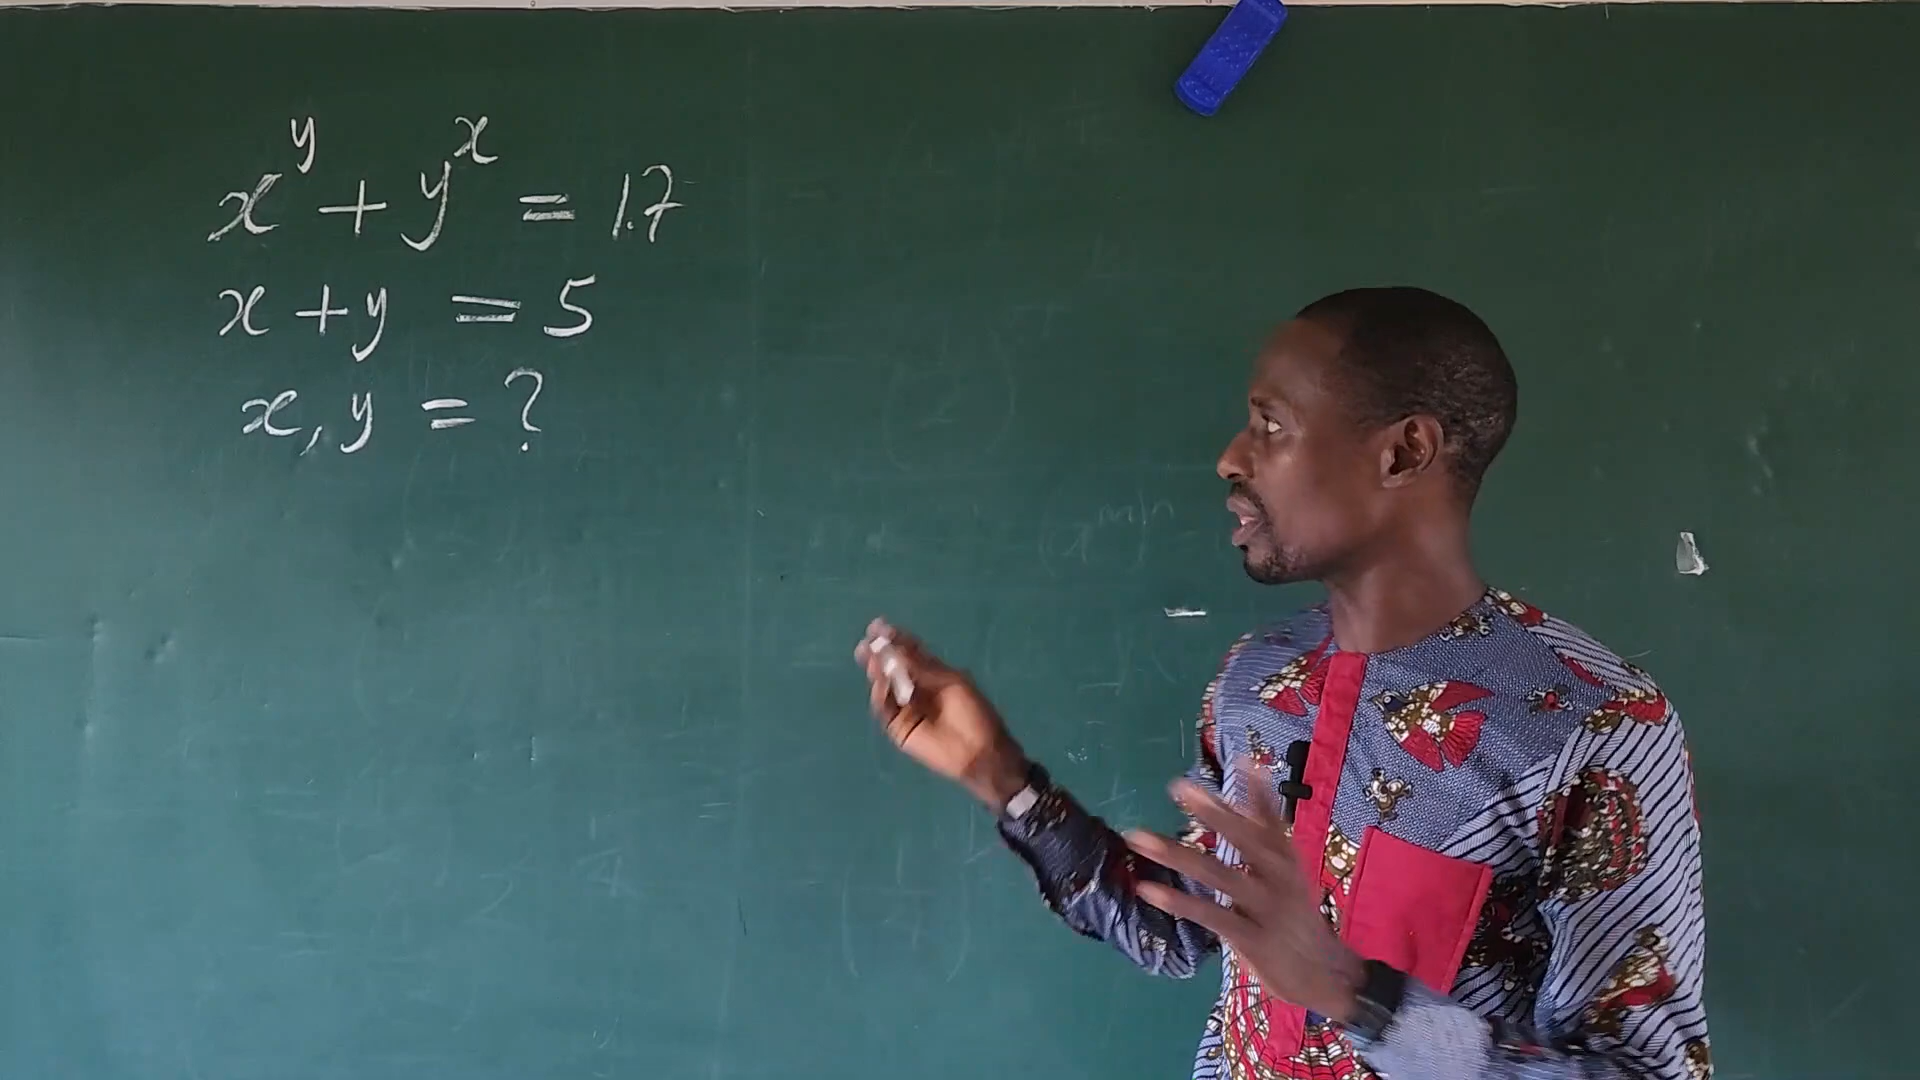 x^y + y^x = 17
x + y = 5
x, y = ?
(a^m)^n